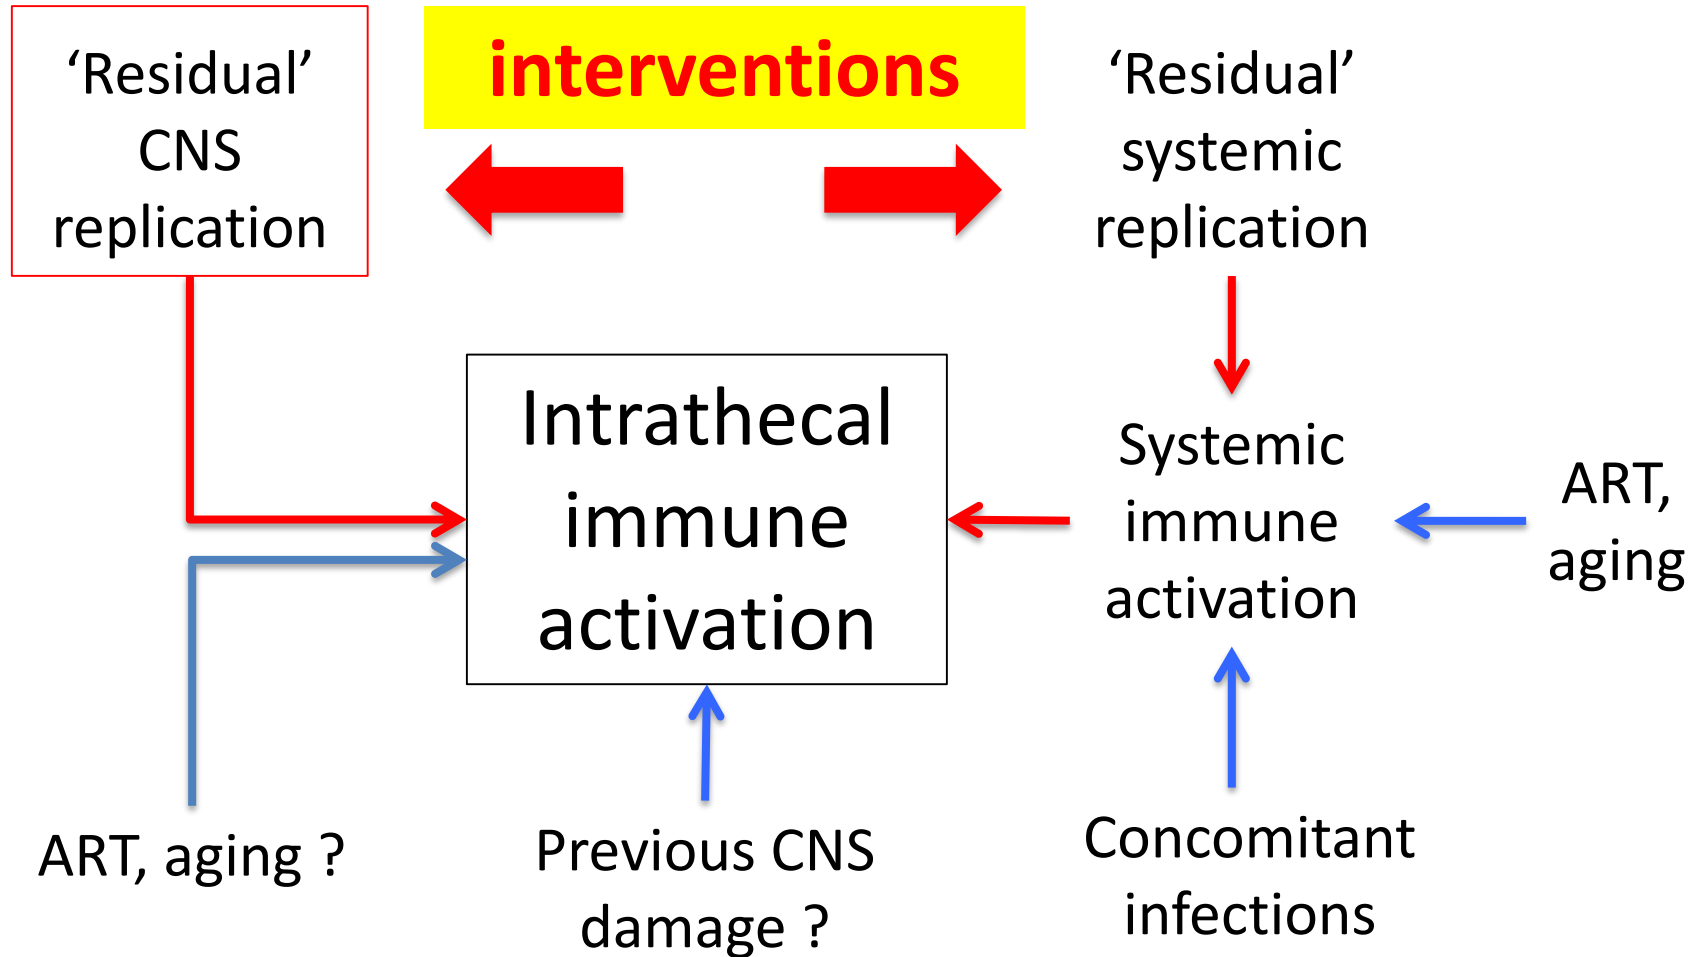 ‘Residual’
CNS
replication
interventions
‘Residual’
systemic
replication
Intrathecal
immune
activation
Systemic
immune
activation
ART,
aging
ART, aging ?
Previous CNS
damage ?
Concomitant
infections